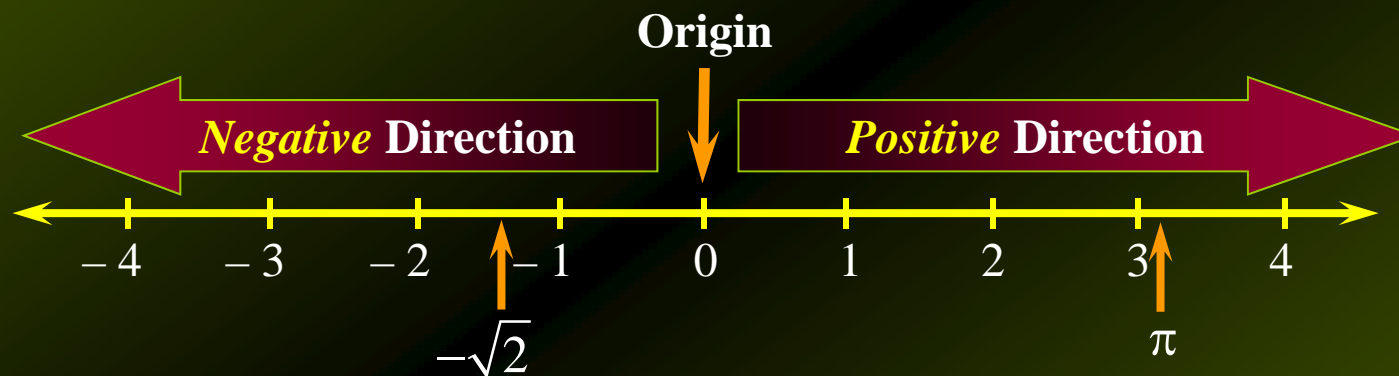 Origin
Negative Direction Positive Direction
– 4 – 3 – 2 – 1 0 1 2 3 4
−√2 π